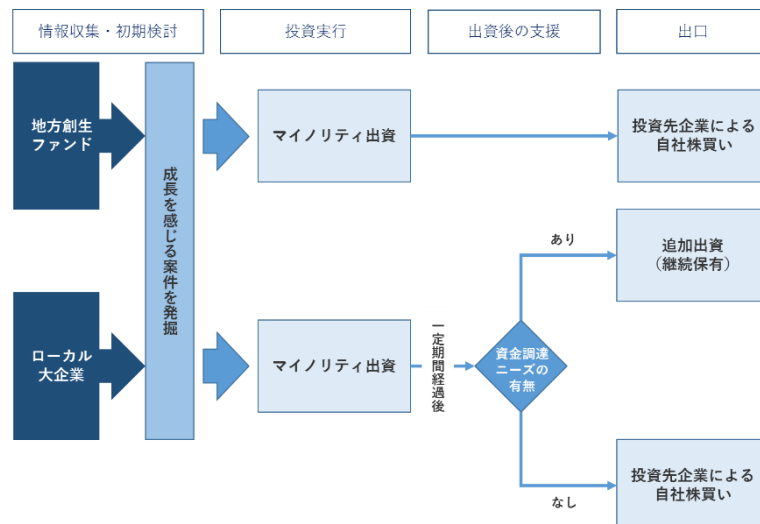 情報収集・初期検討
投資実行
出資後の支援
出口
地方創生
ファンド
成長を感じる案件を発掘
マイノリティ出資
投資先企業による
自社株買い
ローカル
大企業
マイノリティ出資
一定期間経過後
資金調達
ニーズの
有無
あり
追加出資
（継続保有）
なし
投資先企業による
自社株買い